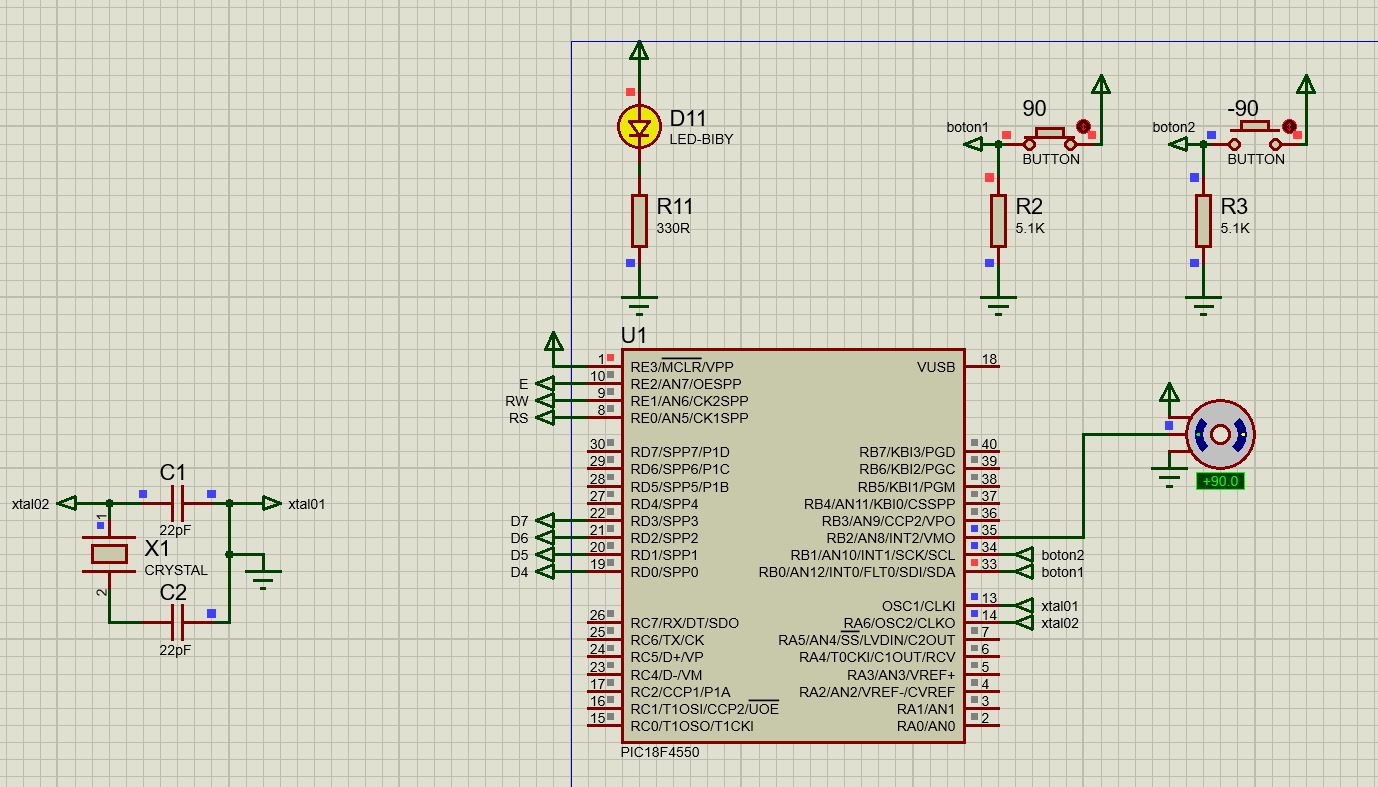 D11
LED-BIBY
R11
330R
90
boton1
BUTTON
R2
5.1K
-90
boton2
BUTTON
R3
5.1K
U1
1 RE3/MCLR/VPP
E 10 RE2/AN7/OESPP
RW 9 RE1/AN6/CK2SPP
RS 8 RE0/AN5/CK1SPP
30 RD7/SPP7/P1D
29 RD6/SPP6/P1C
28 RD5/SPP5/P1B
27 RD4/SPP4
D7 22 RD3/SPP3
D6 21 RD2/SPP2
D5 20 RD1/SPP1
D4 19 RD0/SPP0
26 RC7/RX/DT/SDO
25 RC6/TX/CK
24 RC5/D+/VP
23 RC4/D-/VM
17 RC2/CCP1/P1A
16 RC1/T1OSI/CCP2/UOE
15 RC0/T1OSO/T1CKI
VUSB 18
RB7/KBI3/PGD 40
RB6/KBI2/PGC 39
RB5/KBI1/PGM 38
RB4/AN11/KBI0/CSSPP 37
RB3/AN9/CCP2/VPO 36
RB2/AN8/INT2/VMO 35
RB1/AN10/INT1/SCK/SCL 34 boton2
RB0/AN12/INT0/FLT0/SDI/SDA 33 boton1
OSC1/CLKI 13 xtal01
RA6/OSC2/CLKO 14 xtal02
RA5/AN4/SS/LVDIN/C2OUT 7
RA4/T0CKI/C1OUT/RCV 6
RA3/AN3/VREF+ 5
RA2/AN2/VREF-/CVREF 4
RA1/AN1 3
RA0/AN0 2
PIC18F4550
+90.0
C1
xtal02
xtal01
22pF
1
X1
CRYSTAL
2
C2
22pF